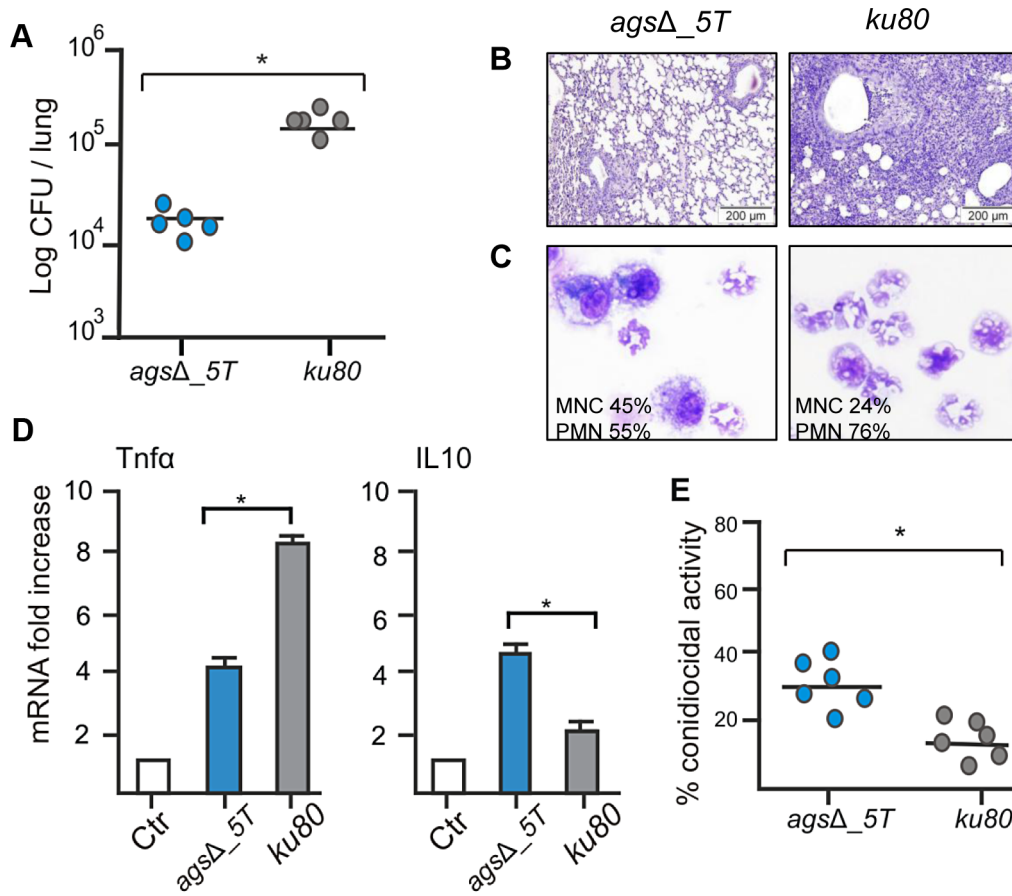 A
Log CFU / lung
10^6
10^5
10^4
10^3
*
agsΔ_5T
ku80
agsΔ_5T
ku80
B
200 µm
200 µm
C
MNC 45%
PMN 55%
MNC 24%
PMN 76%
D
Tnfα
mRNA fold increase
10
8
6
4
2
*
Ctr
agsΔ_5T
ku80
IL10
10
8
6
4
2
*
Ctr
agsΔ_5T
ku80
E
% conidiocidal activity
80
60
40
20
*
agsΔ_5T
ku80